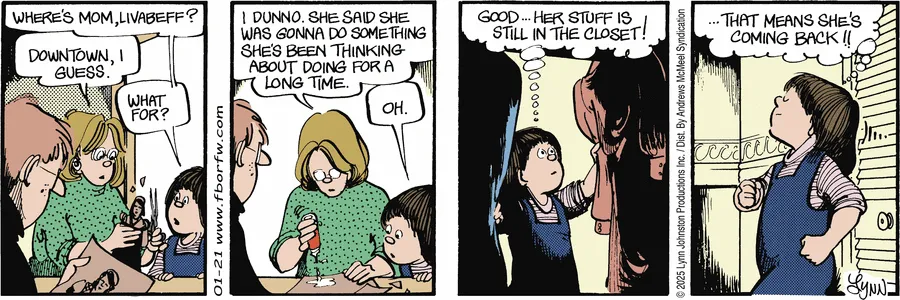 WHERE'S MOM, LIVABEFF?
DOWNTOWN, I
GUESS.
WHAT
FOR?
01-21 www.fborfw.com
I DUNNO. SHE SAID SHE
WAS GONNA DO SOMETHING
SHE'S BEEN THINKING
ABOUT DOING FOR A
LONG TIME.
OH.
GOOD... HER STUFF IS
STILL IN THE CLOSET!
© 2025 Lynn Johnston Productions Inc. / Dist. By Andrews McMeel Syndication
...THAT MEANS SHE'S
COMING BACK!!
LYNN